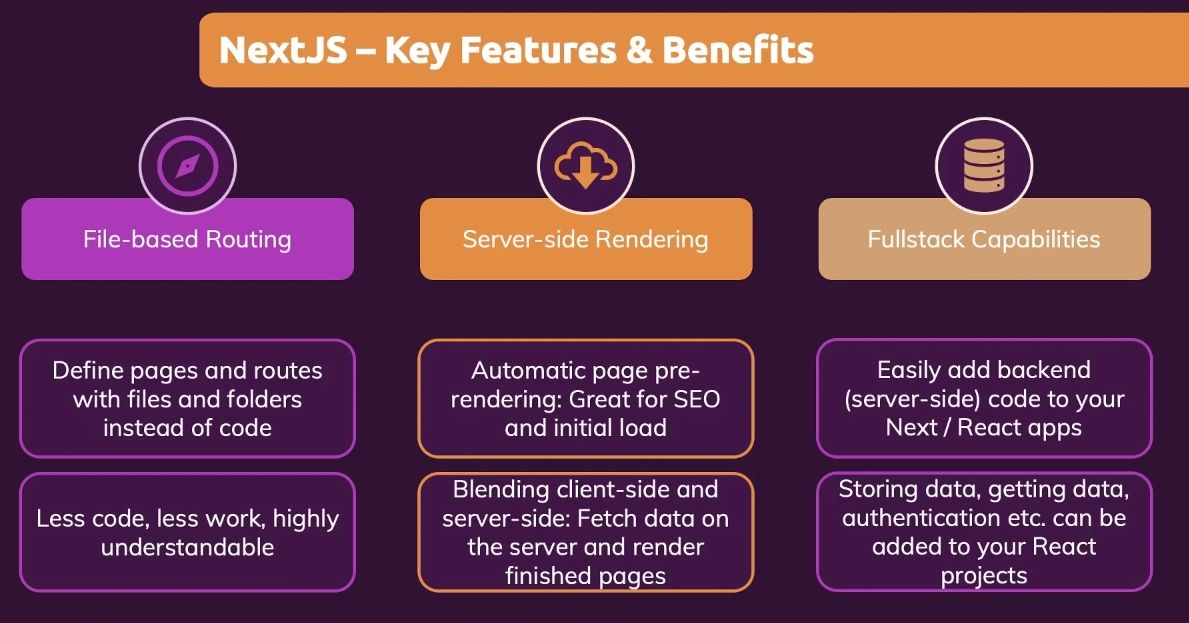 NextJS – Key Features & Benefits
File-based Routing
Define pages and routes
with files and folders
instead of code
Less code, less work, highly
understandable
Server-side Rendering
Automatic page pre-
rendering: Great for SEO
and initial load
Blending client-side and
server-side: Fetch data on
the server and render
finished pages
Fullstack Capabilities
Easily add backend
(server-side) code to your
Next / React apps
Storing data, getting data,
authentication etc. can be
added to your React
projects